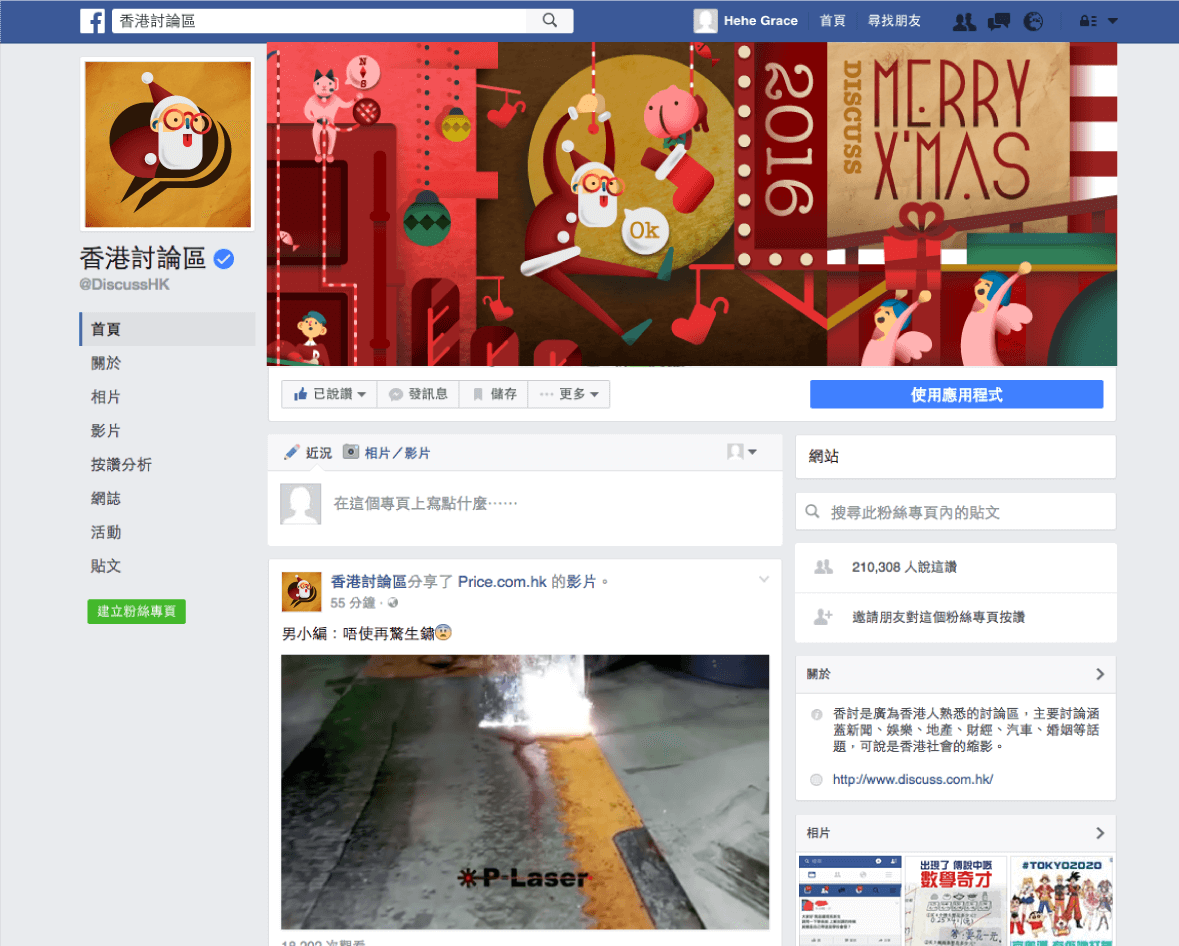 香港討論區
Hehe Grace
首頁
尋找朋友
N
S
2016
DISCUSS
MERRY
X'MAS
Ok
香港討論區
@DiscussHK
首頁
關於
相片
影片
按讚分析
網誌
活動
貼文
建立粉絲專頁
已說讚
發訊息
儲存
更多
使用應用程式
近況
相片／影片
在這個專頁上寫點什麼⋯⋯
香港討論區分享了 Price.com.hk 的影片。
55 分鐘 ·
男小編：唔使再驚生鏽😨
P-Laser
18,202 次觀看
網站
搜尋此粉絲專頁內的貼文
210,308 人說這讚
邀請朋友對這個粉絲專頁按讚
關於
香討是廣為香港人熟悉的討論區，主要討論涵
蓋新聞、娛樂、地產、財經、汽車、婚姻等話
題，可說是香港社會的縮影。
http://www.discuss.com.hk/
相片
出現了 傳說中嘅
數學奇才
#TOKYO2020